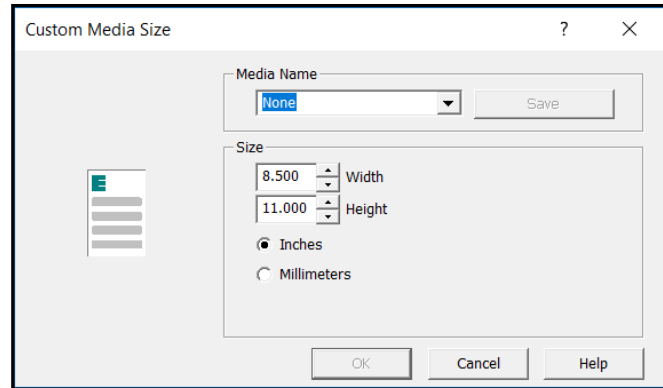 Custom Media Size ?
Media Name
None
Save
Size
8.500 Width
11.000 Height
Inches
Millimeters
E
OK Cancel Help